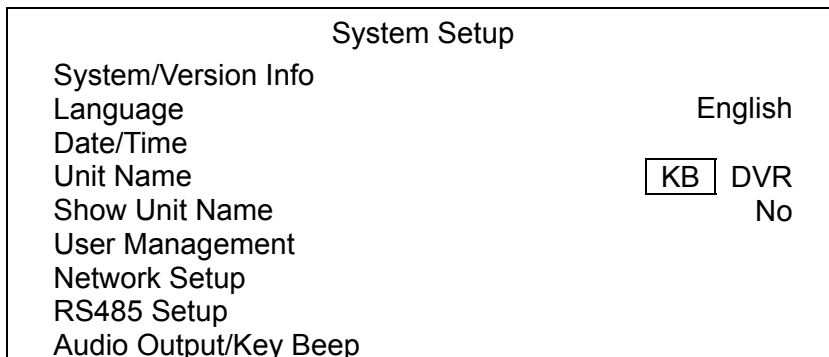 System Setup
System/Version Info
Language English
Date/Time
Unit Name KB DVR
Show Unit Name No
User Management
Network Setup
RS485 Setup
Audio Output/Key Beep